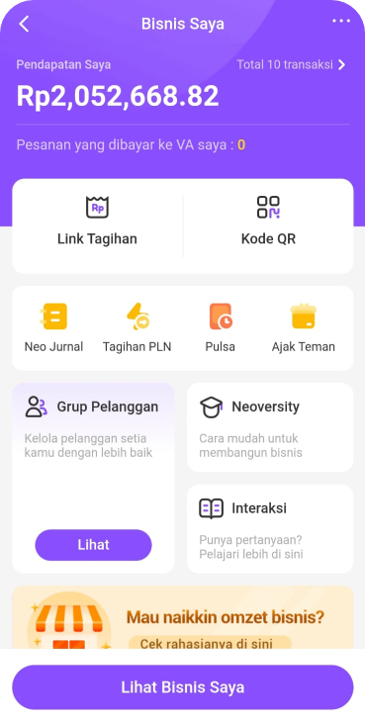 Bisnis Saya
Pendapatan Saya
Total 10 transaksi
Rp2,052,668.82
Pesanan yang dibayar ke VA saya : 0
Rp
Link Tagihan
Kode QR
Neo Jurnal
Tagihan PLN
Pulsa
Ajak Teman
Grup Pelanggan
Kelola pelanggan setia
kamu dengan lebih baik
Lihat
Neoversity
Cara mudah untuk
membangun bisnis
Interaksi
Punya pertanyaan?
Pelajari lebih di sini
Mau naikkin omzet bisnis?
Cek rahasianya di sini
Lihat Bisnis Saya